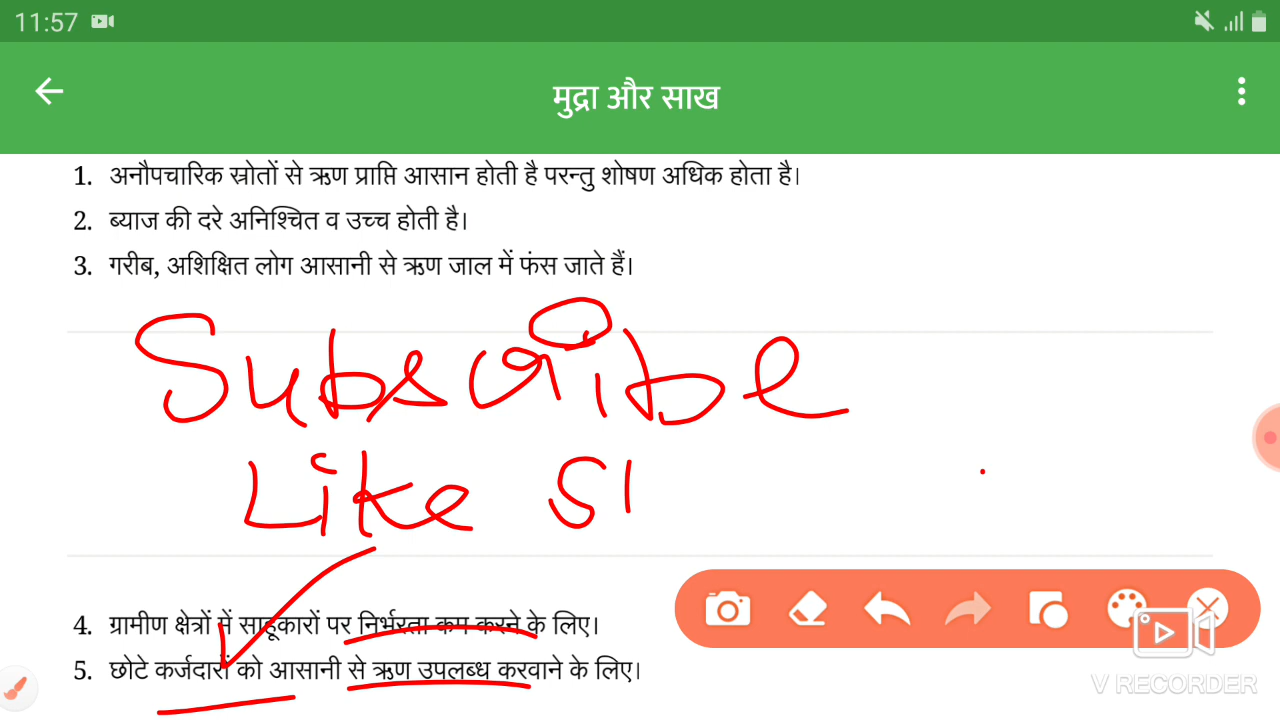 11:57
मुद्रा और साख
1. अनौपचारिक स्रोतों से ऋण प्राप्ति आसान होती है परन्तु शोषण अधिक होता है।
2. ब्याज की दरे अनिश्चित व उच्च होती है।
3. गरीब, अशिक्षित लोग आसानी से ऋण जाल में फंस जाते हैं।
Subscribe
Like Sl
4. ग्रामीण क्षेत्रों में साहूकारों पर निर्भरता कम करने के लिए।
5. छोटे कर्जदारों को आसानी से ऋण उपलब्ध करवाने के लिए।
V RECORDER